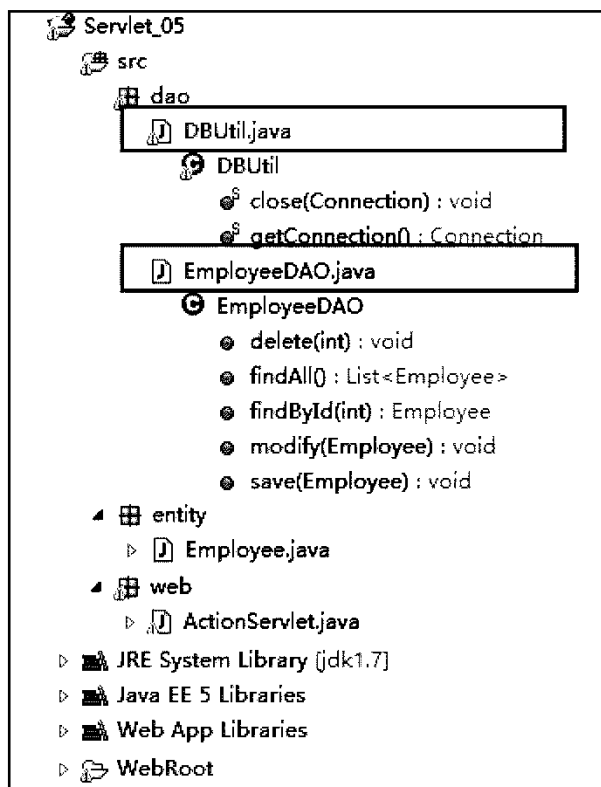 Servlet_05
src
dao
DBUtil.java
DBUtil
close(Connection) : void
getConnection() : Connection
EmployeeDAO.java
EmployeeDAO
delete(int) : void
findAll() : List<Employee>
findById(int) : Employee
modify(Employee) : void
save(Employee) : void
entity
Employee.java
web
ActionServlet.java
JRE System Library [jdk1.7]
Java EE 5 Libraries
Web App Libraries
WebRoot